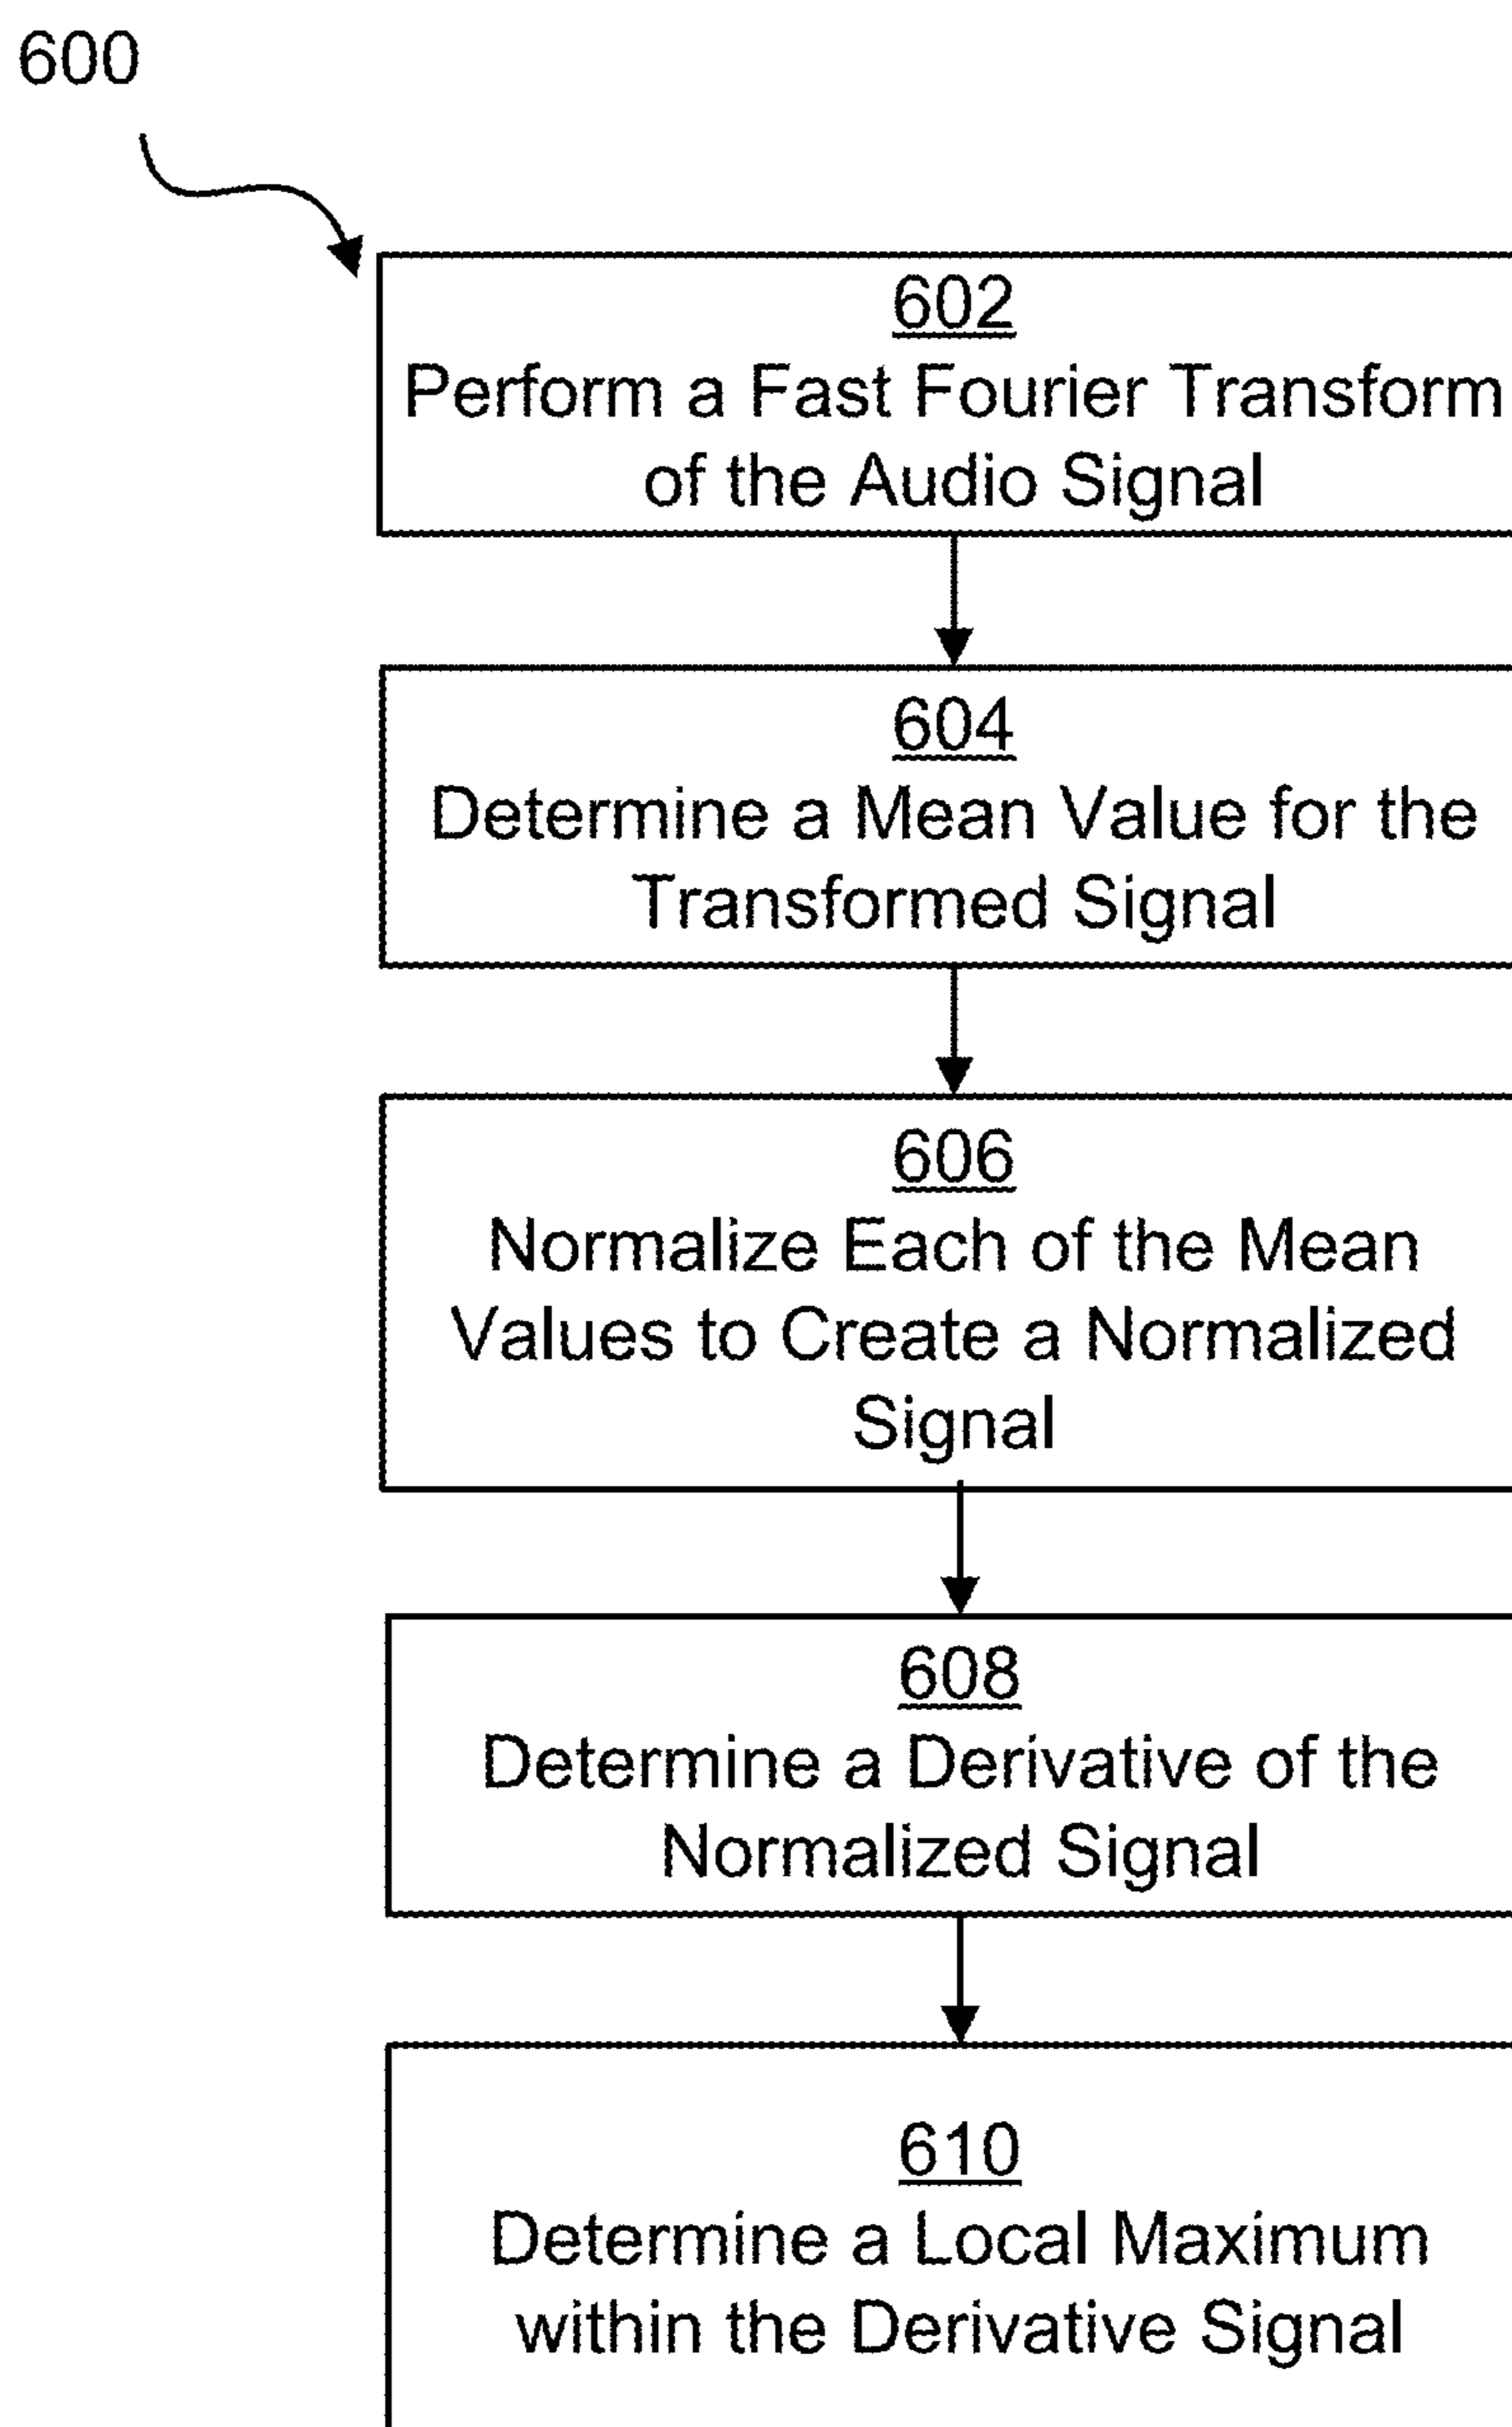 600
602
Perform a Fast Fourier Transform
of the Audio Signal
604
Determine a Mean Value for the
Transformed Signal
606
Normalize Each of the Mean
Values to Create a Normalized
Signal
608
Determine a Derivative of the
Normalized Signal
610
Determine a Local Maximum
within the Derivative Signal